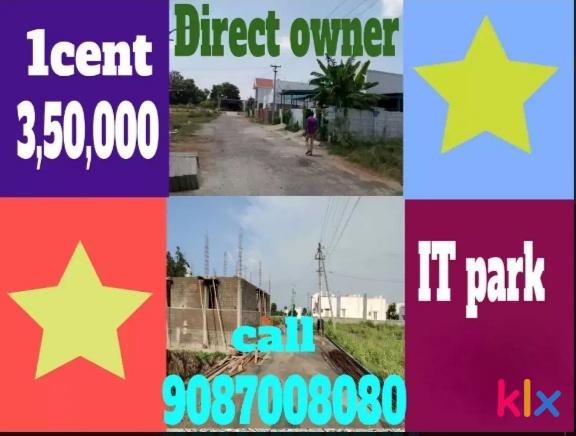 1cent
3,50,000
Direct owner
call
9087008080
IT park
klx